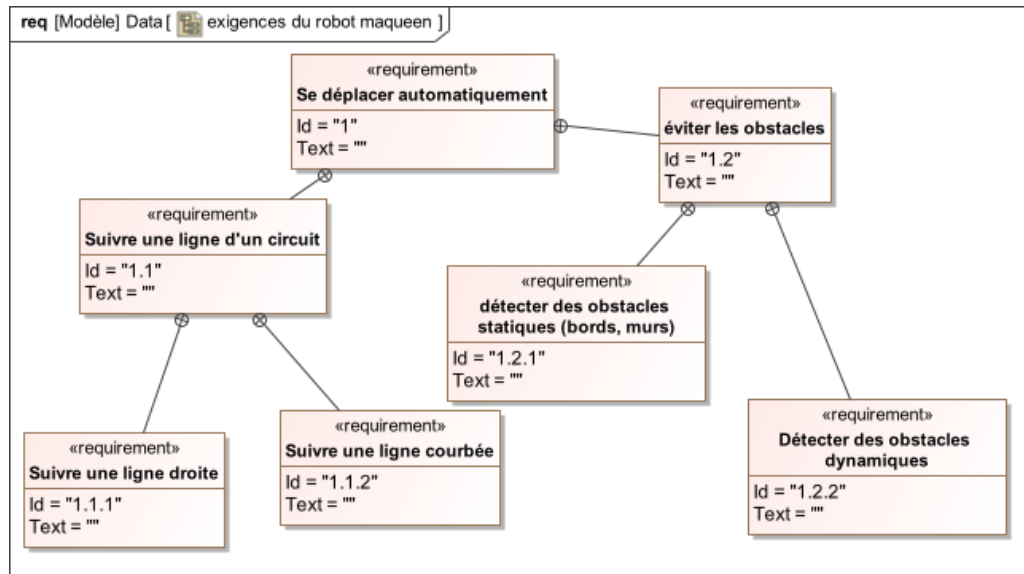 req [Modèle] Data [ exigences du robot maqueen ]
«requirement»
Se déplacer automatiquement
Id = "1"
Text = ""
«requirement»
éviter les obstacles
Id = "1.2"
Text = ""
«requirement»
Suivre une ligne d'un circuit
Id = "1.1"
Text = ""
«requirement»
détecter des obstacles
statiques (bords, murs)
Id = "1.2.1"
Text = ""
«requirement»
Suivre une ligne droite
Id = "1.1.1"
Text = ""
«requirement»
Suivre une ligne courbée
Id = "1.1.2"
Text = ""
«requirement»
Détecter des obstacles
dynamiques
Id = "1.2.2"
Text = ""